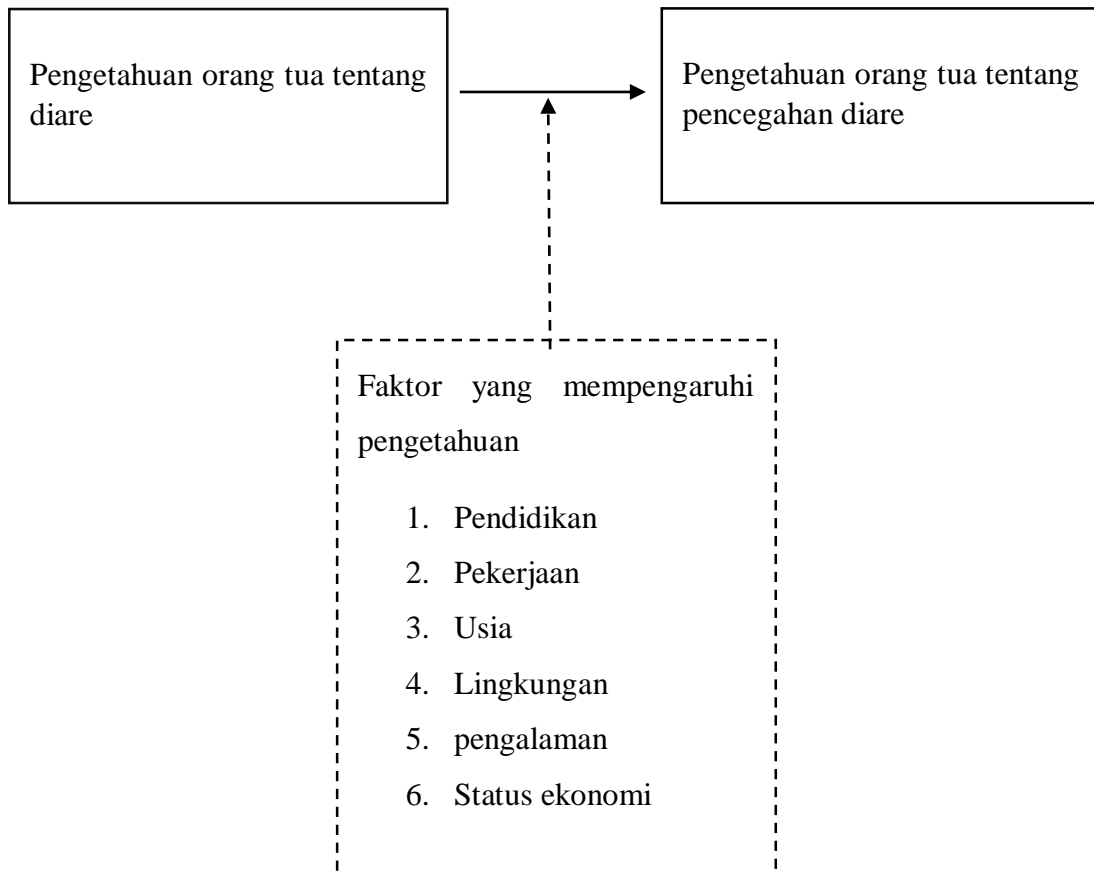 Pengetahuan orang tua tentang
diare
Pengetahuan orang tua tentang
pencegahan diare
Faktor yang mempengaruhi
pengetahuan
1. Pendidikan
2. Pekerjaan
3. Usia
4. Lingkungan
5. pengalaman
6. Status ekonomi